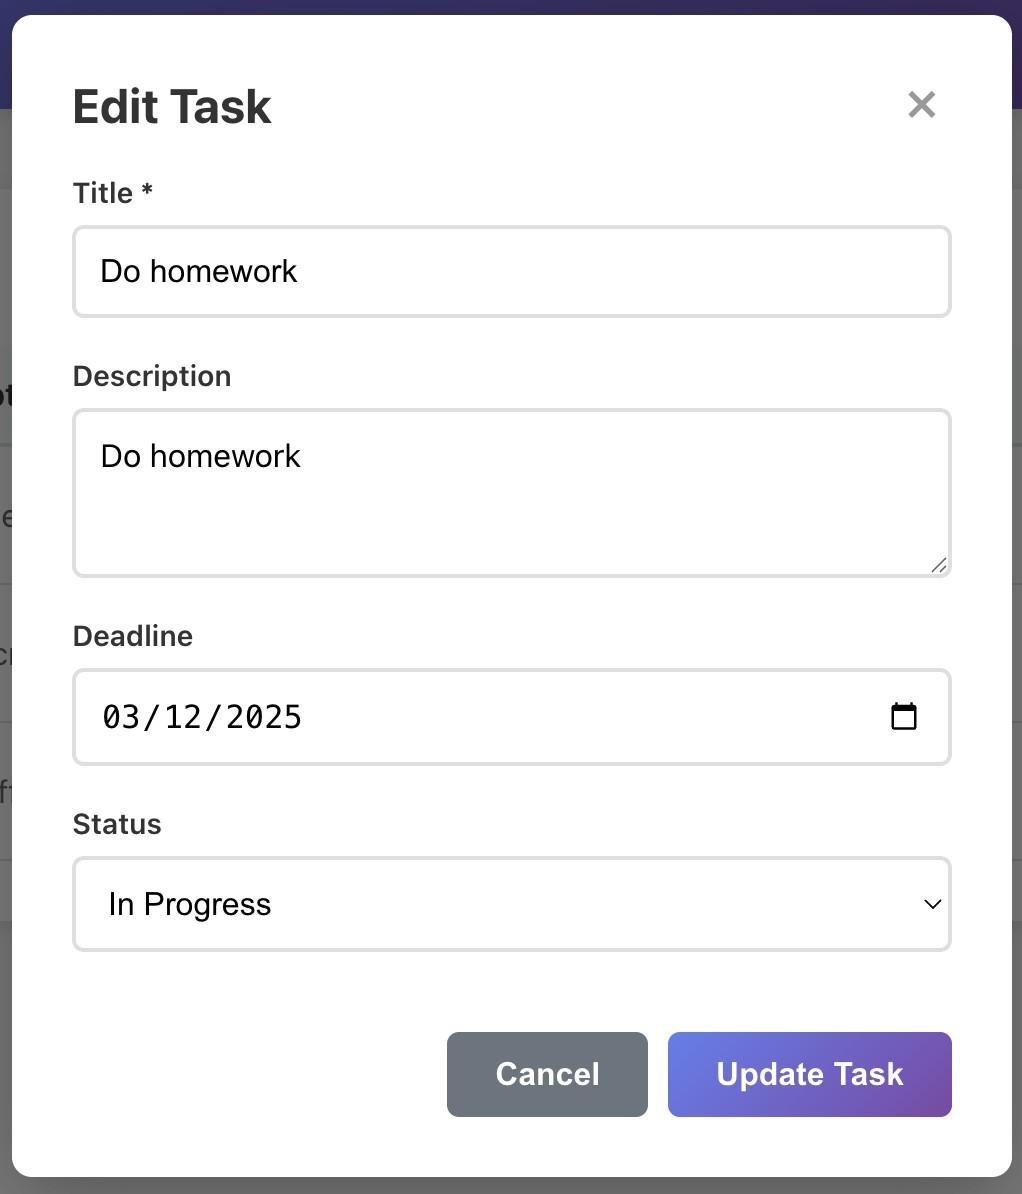 Edit Task
Title *
Do homework
Description
Do homework
Deadline
03/12/2025
Status
In Progress
Cancel
Update Task